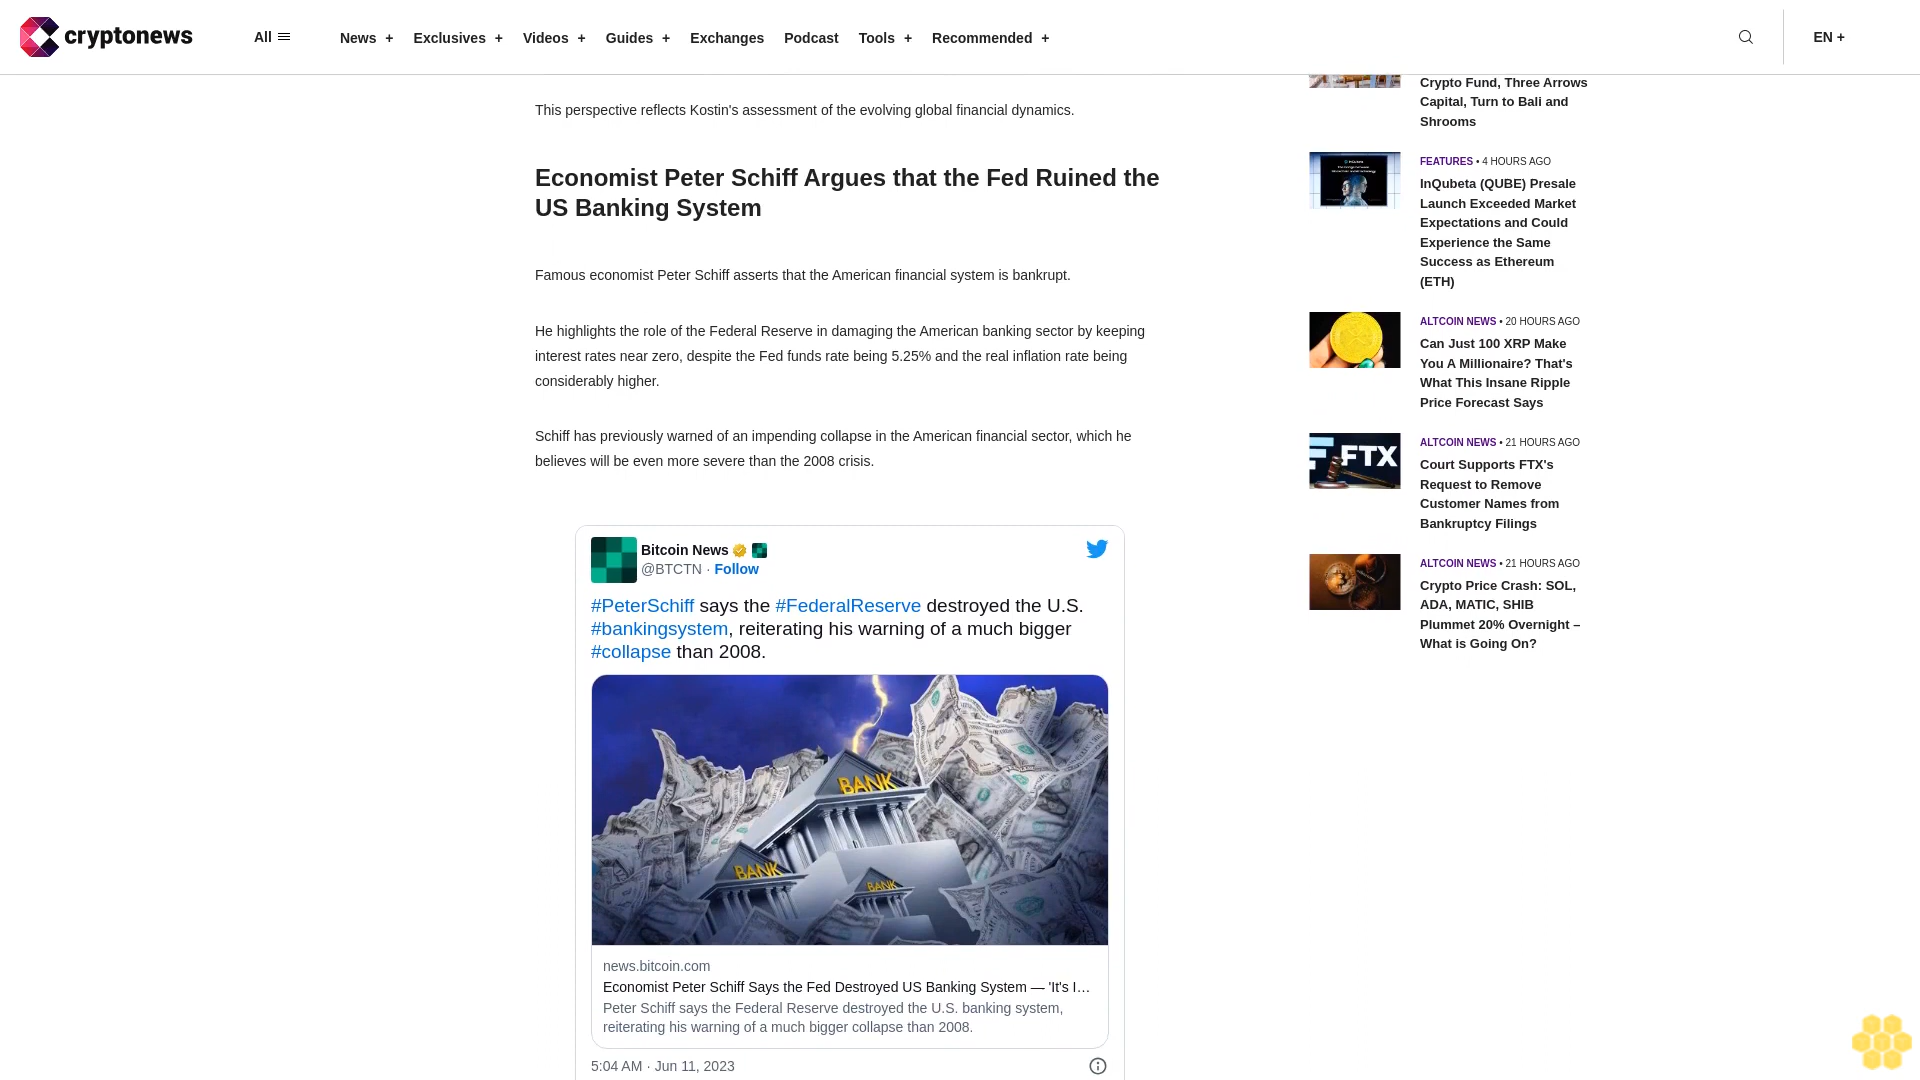 cryptonews
All
News +
Exclusives +
Videos +
Guides +
Exchanges
Podcast
Tools +
Recommended +
EN +
This perspective reflects Kostin's assessment of the evolving global financial dynamics.
Economist Peter Schiff Argues that the Fed Ruined the
US Banking System
Famous economist Peter Schiff asserts that the American financial system is bankrupt.
He highlights the role of the Federal Reserve in damaging the American banking sector by keeping
interest rates near zero, despite the Fed funds rate being 5.25% and the real inflation rate being
considerably higher.
Schiff has previously warned of an impending collapse in the American financial sector, which he
believes will be even more severe than the 2008 crisis.
Bitcoin News
@BTCTN · Follow
#PeterSchiff says the #FederalReserve destroyed the U.S.
#bankingsystem, reiterating his warning of a much bigger
#collapse than 2008.
BANK
BANK
BANK
news.bitcoin.com
Economist Peter Schiff Says the Fed Destroyed US Banking System — 'It's I…
Peter Schiff says the Federal Reserve destroyed the U.S. banking system,
reiterating his warning of a much bigger collapse than 2008.
5:04 AM · Jun 11, 2023
Crypto Fund, Three Arrows
Capital, Turn to Bali and
Shrooms
FEATURES • 4 HOURS AGO
InQubeta (QUBE) Presale
Launch Exceeded Market
Expectations and Could
Experience the Same
Success as Ethereum
(ETH)
ALTCOIN NEWS • 20 HOURS AGO
Can Just 100 XRP Make
You A Millionaire? That's
What This Insane Ripple
Price Forecast Says
FTX
ALTCOIN NEWS • 21 HOURS AGO
Court Supports FTX's
Request to Remove
Customer Names from
Bankruptcy Filings
ALTCOIN NEWS • 21 HOURS AGO
Crypto Price Crash: SOL,
ADA, MATIC, SHIB
Plummet 20% Overnight –
What is Going On?